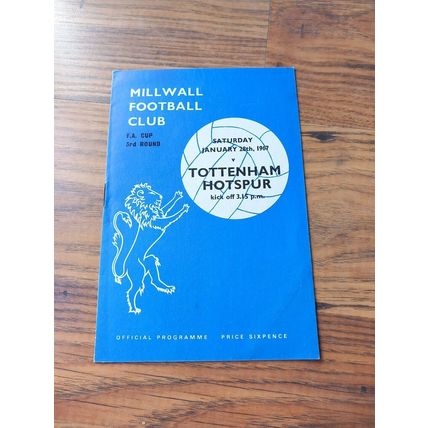 MILLWALL
FOOTBALL
CLUB
F.A. CUP
3rd ROUND
SATURDAY
JANUARY 28th, 1967
v
TOTTENHAM
HOTSPUR
kick off 3.15 p.m.
OFFICIAL PROGRAMME PRICE SIXPENCE